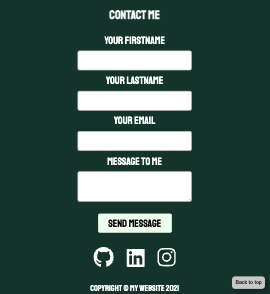 CONTACT ME
YOUR FIRSTNAME
YOUR LASTNAME
YOUR EMAIL
MESSAGE TO ME
SEND MESSAGE
in
Back to top
COPYRIGHT © MY WEBSITE 2021